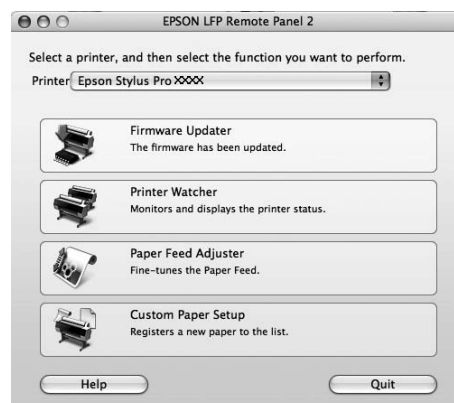 EPSON LFP Remote Panel 2
Select a printer, and then select the function you want to perform.
Printer Epson Stylus Pro XXXX
Firmware Updater
The firmware has been updated.
Printer Watcher
Monitors and displays the printer status.
Paper Feed Adjuster
Fine-tunes the Paper Feed.
Custom Paper Setup
Registers a new paper to the list.
Help Quit